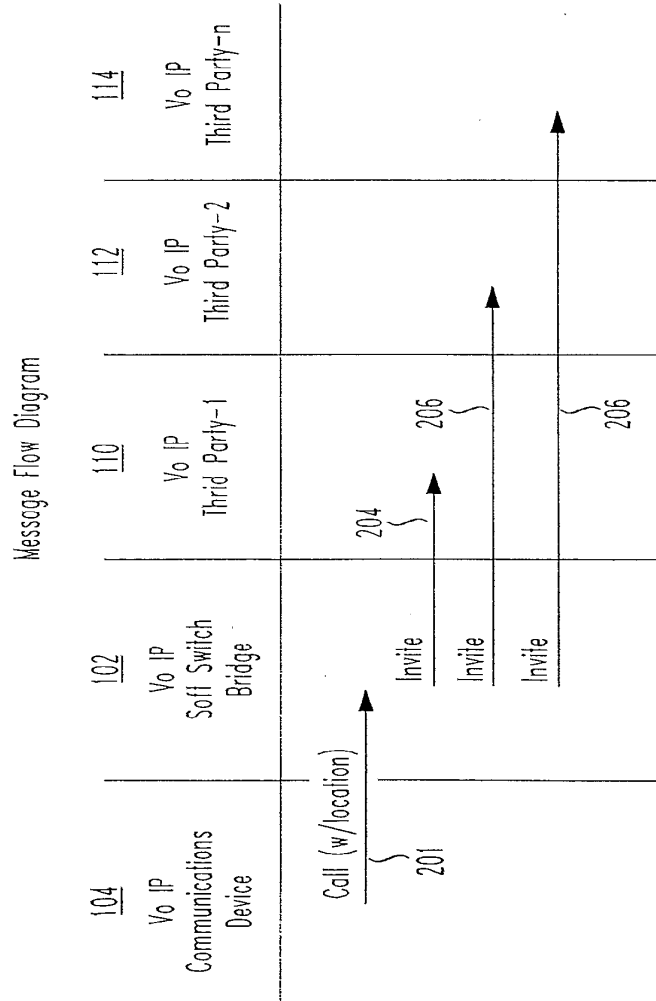 Message Flow Diagram
104
Vo IP
Communications
Device
102
Vo IP
Soft Switch
Bridge
110
Vo IP
Thrid Party-1
112
Vo IP
Third Party-2
114
Vo IP
Third Party-n
Call (w/location)
201
Invite
204
Invite
206
Invite
206